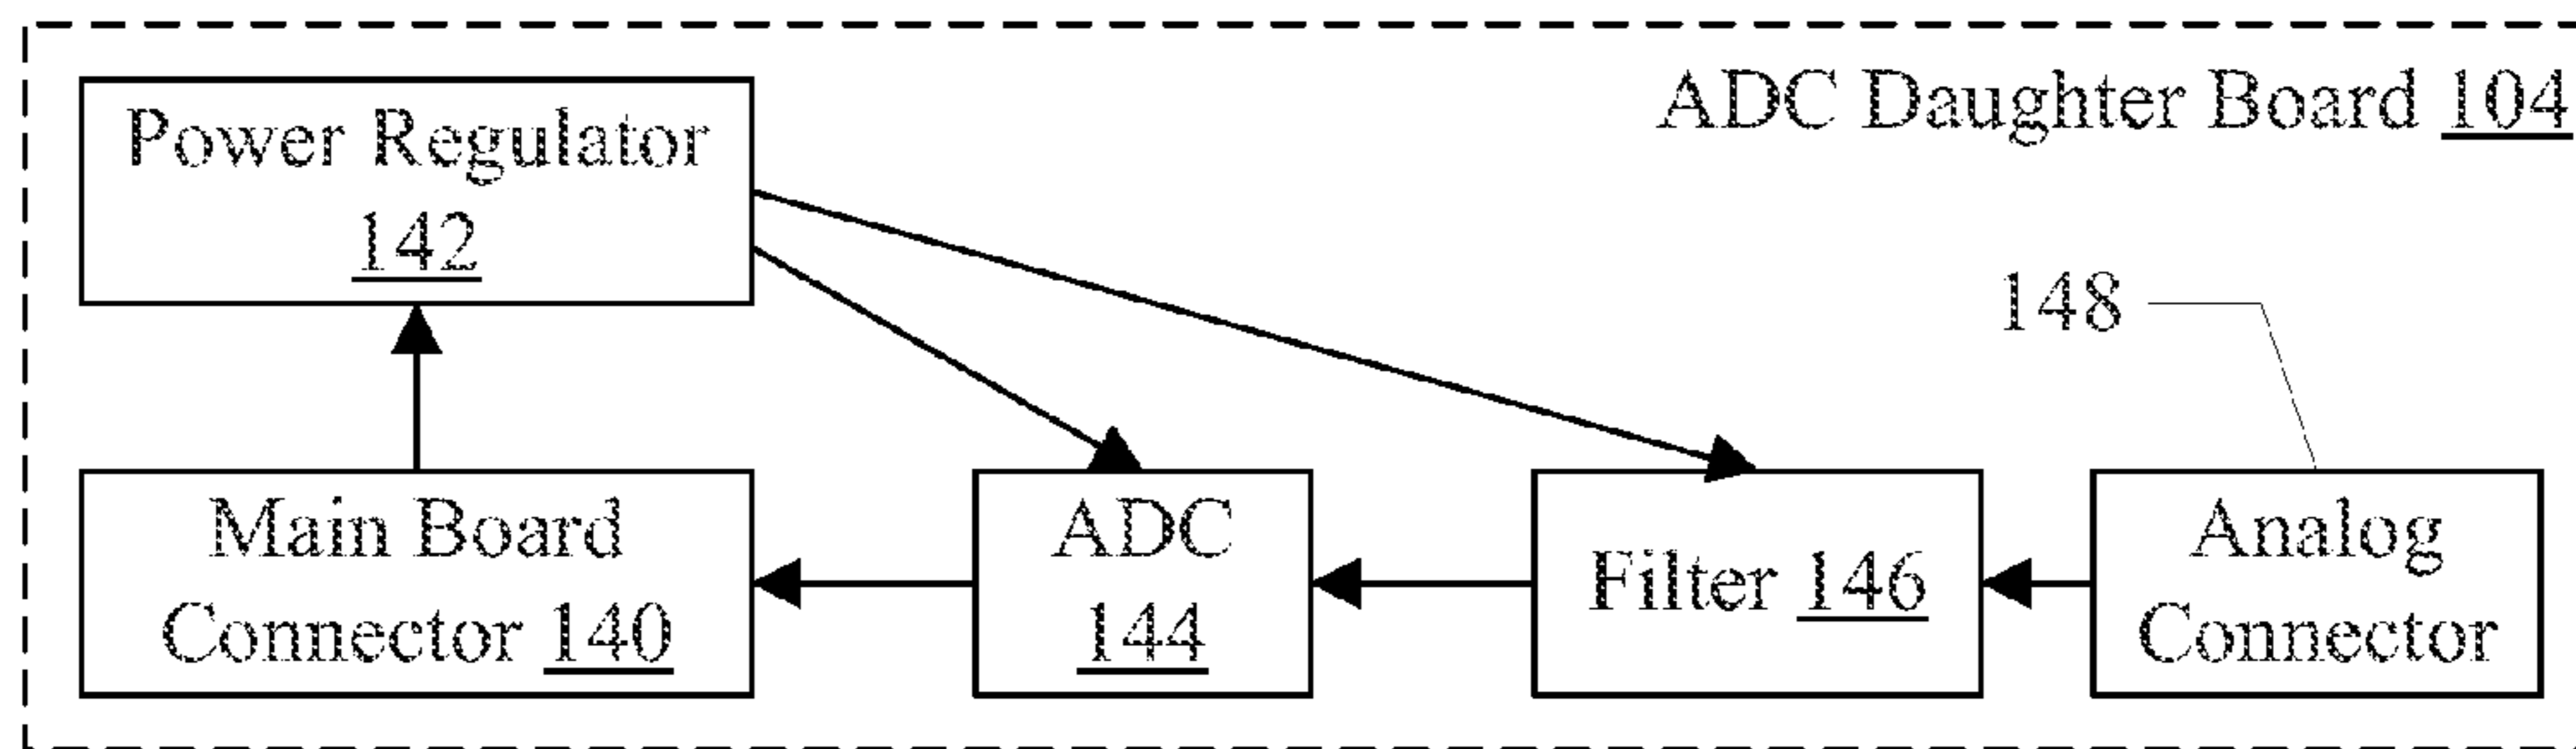 ADC Daughter Board 104
Power Regulator
142
148
Main Board
Connector 140
ADC
144
Filter 146
Analog
Connector